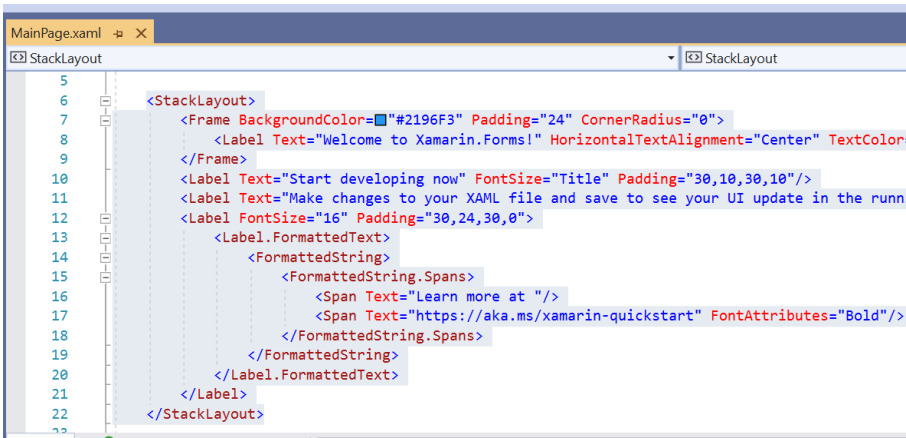 MainPage.xaml
StackLayout StackLayout
5
6 <StackLayout>
7 <Frame BackgroundColor="#2196F3" Padding="24" CornerRadius="0">
8 <Label Text="Welcome to Xamarin.Forms!" HorizontalTextAlignment="Center" TextColor=
9 </Frame>
10 <Label Text="Start developing now" FontSize="Title" Padding="30,10,30,10"/>
11 <Label Text="Make changes to your XAML file and save to see your UI update in the runn
12 <Label FontSize="16" Padding="30,24,30,0">
13 <Label.FormattedText>
14 <FormattedString>
15 <FormattedString.Spans>
16 <Span Text="Learn more at "/>
17 <Span Text="https://aka.ms/xamarin-quickstart" FontAttributes="Bold"/>
18 </FormattedString.Spans>
19 </FormattedString>
20 </Label.FormattedText>
21 </Label>
22 </StackLayout>
23